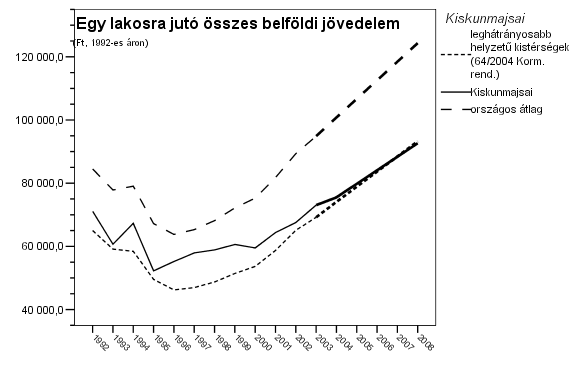 Egy lakosra jutó összes belföldi jövedelem
(Ft, 1992-es áron)
Kiskunmajsai
leghátrányosabb
helyzetű kistérségek
(64/2004 Korm.
rend.)
Kiskunmajsai
országos átlag
120 000,0
100 000,0
80 000,0
60 000,0
40 000,0
1992
1993
1994
1995
1996
1997
1998
1999
2000
2001
2002
2003
2004
2005
2006
2007
2008